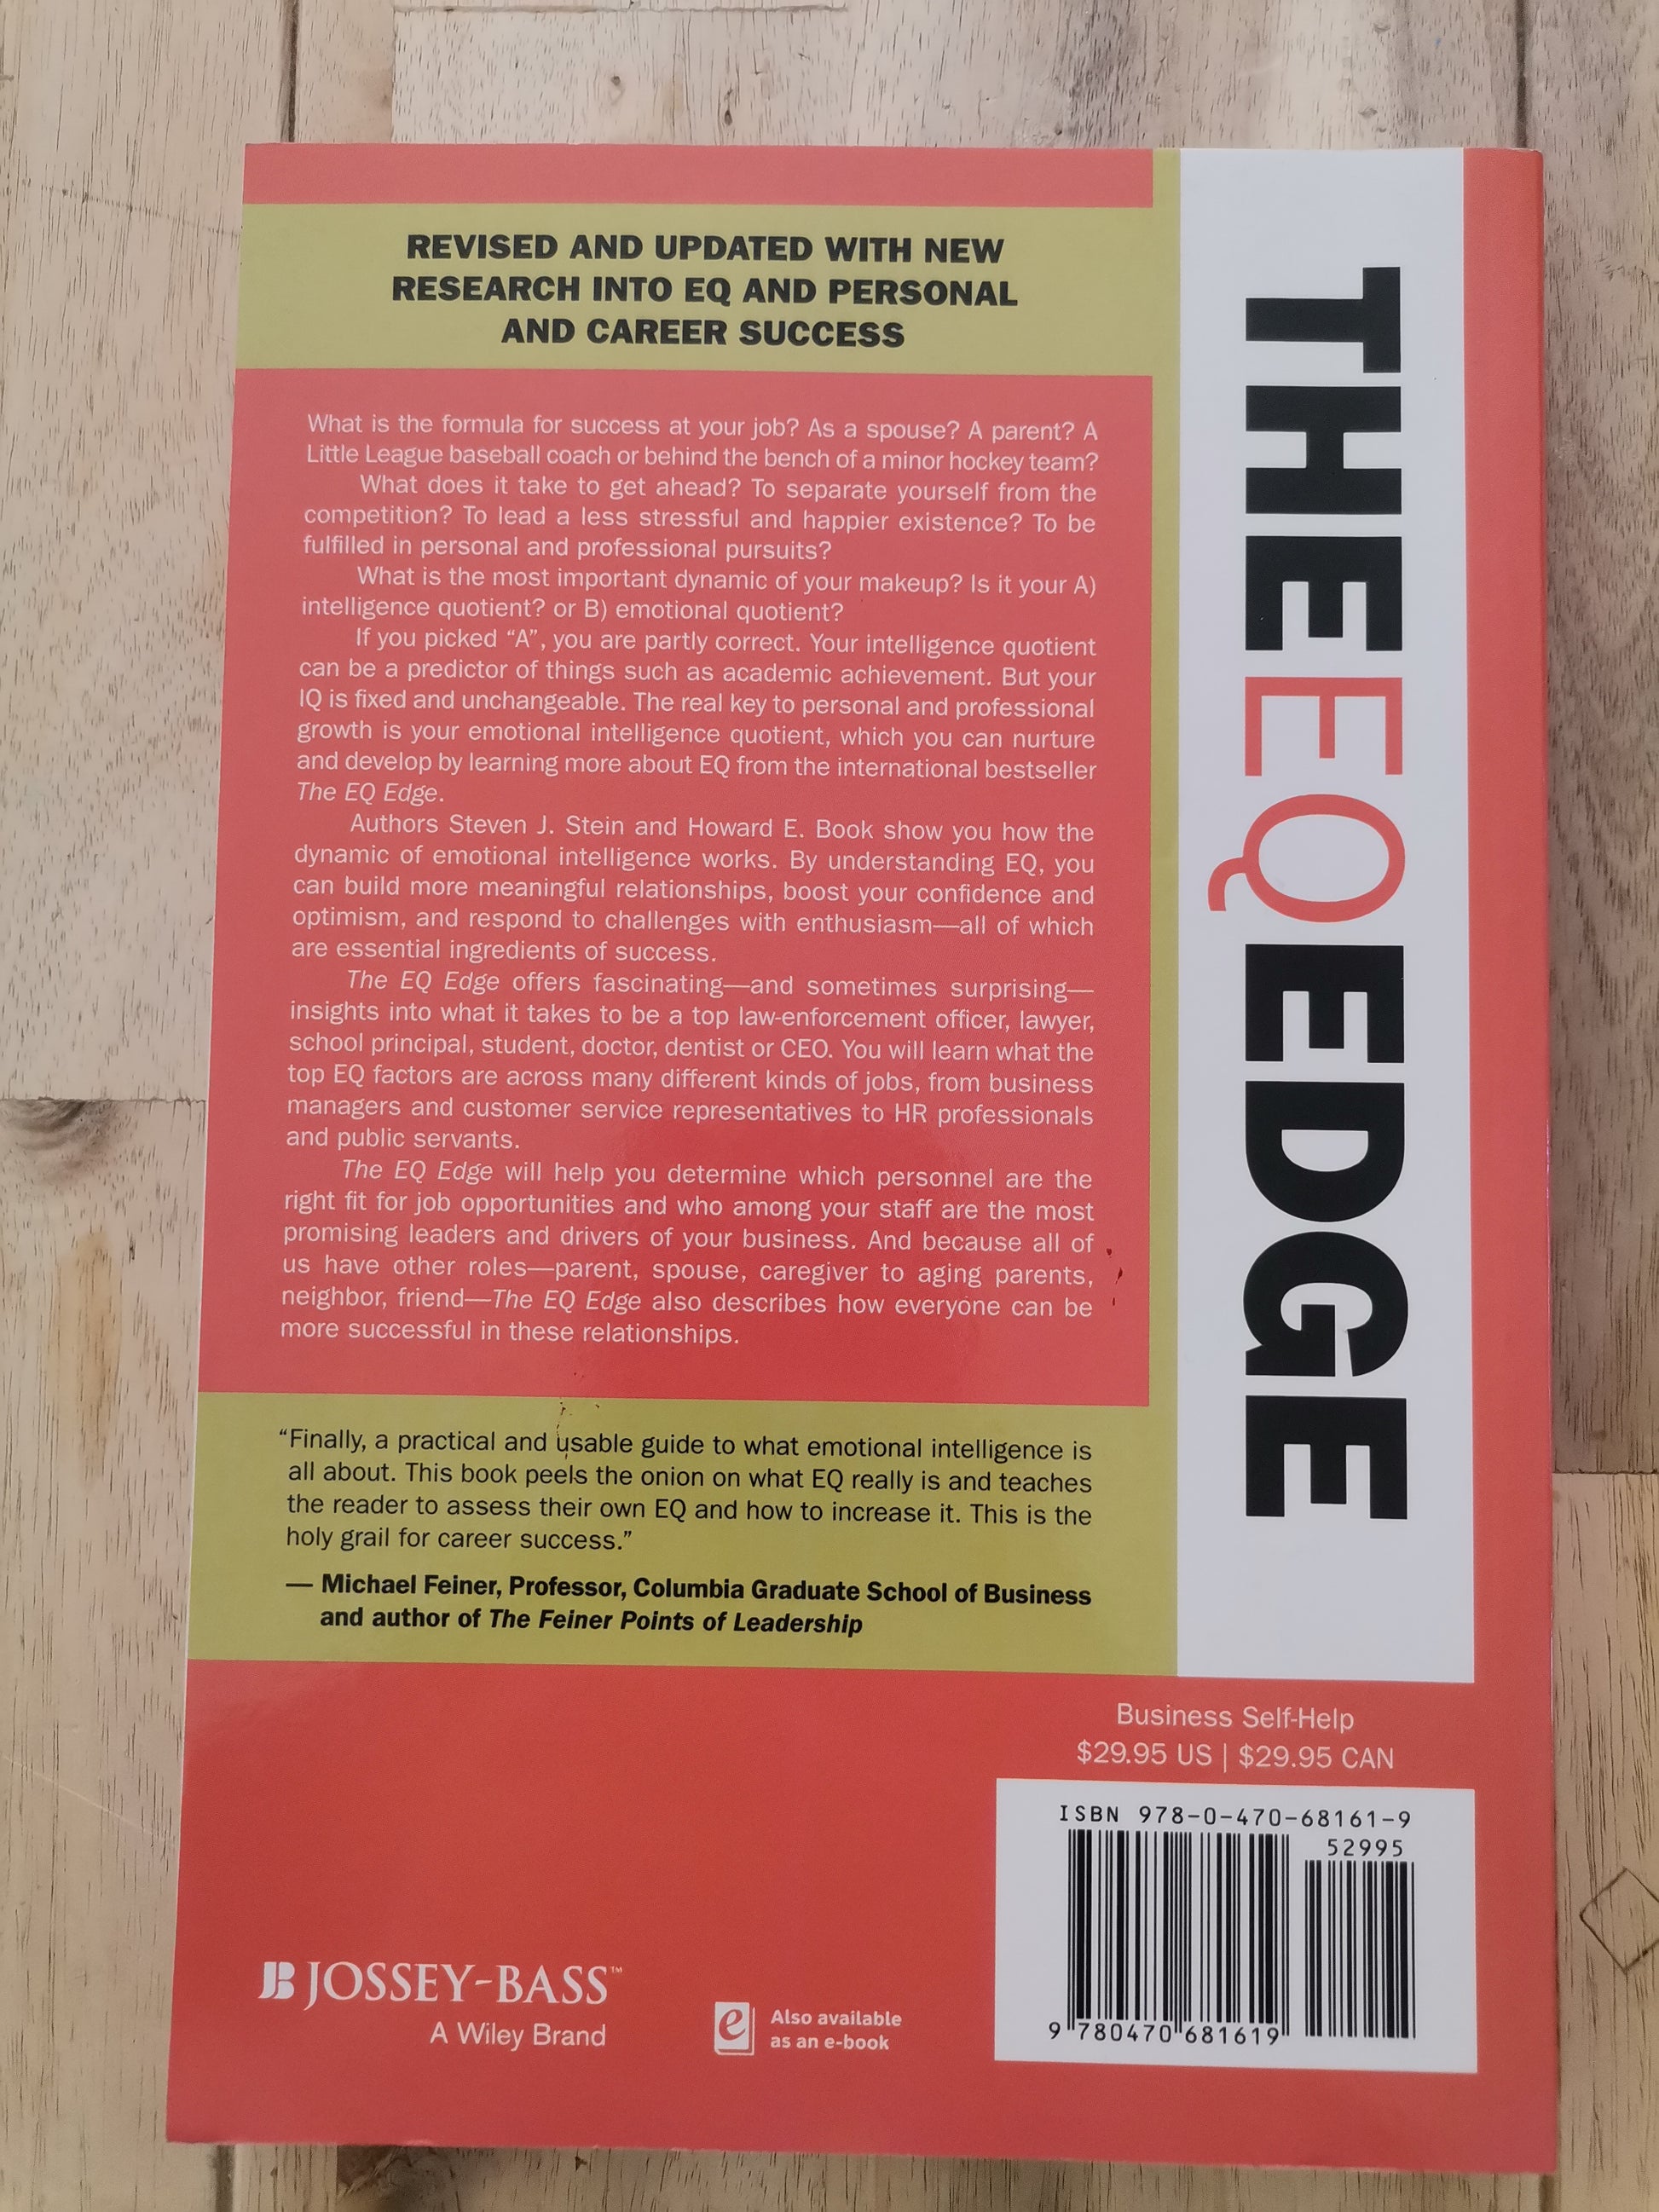 REVISED AND UPDATED WITH NEW
RESEARCH INTO EQ AND PERSONAL
AND CAREER SUCCESS
What is the formula for success at your job? As a spouse? A parent? A
Little League baseball coach or behind the bench of a minor hockey team?
What does it take to get ahead? To separate yourself from the
competition? To lead a less stressful and happier existence? To be
fulfilled in personal and professional pursuits?
What is the most important dynamic of your makeup? Is it your A)
intelligence quotient? or B) emotional quotient?
If you picked “A”, you are partly correct. Your intelligence quotient
can be a predictor of things such as academic achievement. But your
IQ is fixed and unchangeable. The real key to personal and professional
growth is your emotional intelligence quotient, which you can nurture
and develop by learning more about EQ from the international bestseller
The EQ Edge.
Authors Steven J. Stein and Howard E. Book show you how the
dynamic of emotional intelligence works. By understanding EQ, you
can build more meaningful relationships, boost your confidence and
optimism, and respond to challenges with enthusiasm—all of which
are essential ingredients of success.
The EQ Edge offers fascinating—and sometimes surprising—
insights into what it takes to be a top law-enforcement officer, lawyer,
school principal, student, doctor, dentist or CEO. You will learn what the
top EQ factors are across many different kinds of jobs, from business
managers and customer service representatives to HR professionals
and public servants.
The EQ Edge will help you determine which personnel are the
right fit for job opportunities and who among your staff are the most
promising leaders and drivers of your business. And because all of
us have other roles—parent, spouse, caregiver to aging parents,
neighbor, friend—The EQ Edge also describes how everyone can be
more successful in these relationships.
“Finally, a practical and usable guide to what emotional intelligence is
all about. This book peels the onion on what EQ really is and teaches
the reader to assess their own EQ and how to increase it. This is the
holy grail for career success.”
— Michael Feiner, Professor, Columbia Graduate School of Business
and author of The Feiner Points of Leadership
THE EQ EDGE
Business Self-Help
$29.95 US | $29.95 CAN
ISBN 978-0-470-68161-9
52995
9 780470 681619
JB JOSSEY-BASS™
A Wiley Brand
e
Also available
as an e-book